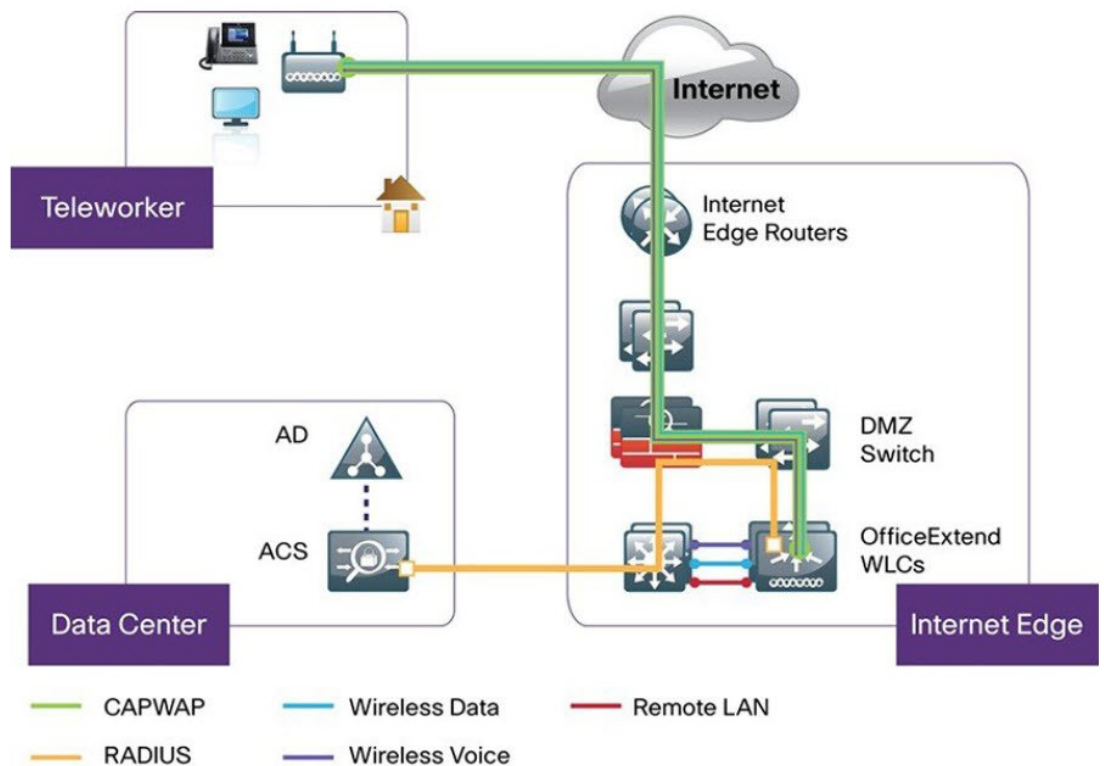 Internet
Teleworker
Internet
Edge Routers
AD
DMZ
Switch
ACS
OfficeExtend
WLCs
Data Center
Internet Edge
CAPWAP
Wireless Data
Remote LAN
RADIUS
Wireless Voice